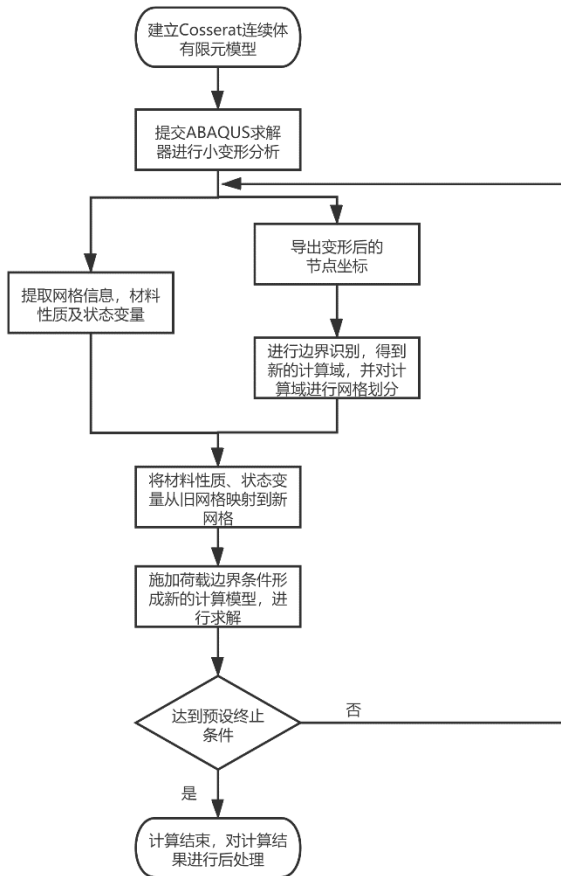 建立Cosserat连续体
有限元模型
提交ABAQUS求解
器进行小变形分析
导出变形后的
节点坐标
提取网格信息，材料
性质及状态变量
进行边界识别，得到
新的计算域，并对计
算域进行网格划分
将材料性质、状态变
量从旧网格映射到新
网格
施加荷载边界条件形
成新的计算模型，进
行求解
达到预设终止
条件
否
是
计算结束，对计算结
果进行后处理